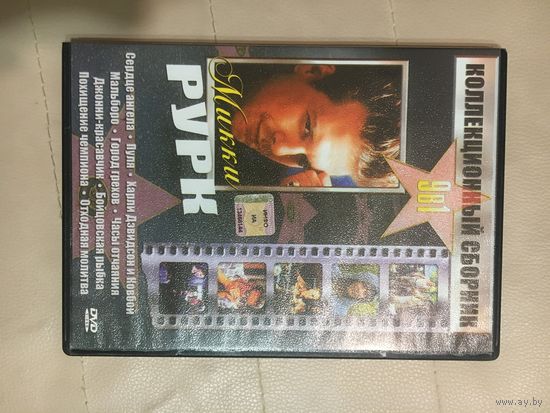 КОЛЛЕКЦИОННЫЙ СБОРНИК
9В1
Микки
РУРК
Сердце ангела • Пуля • Харли Дэвидсон и Ковбой
Мальборо • Город грехов • Часы отчаяния
Джонни-красавчик • Бойцовская рыбка
Похищение чемпиона • Отходная молитва
DVD
www.ay.by